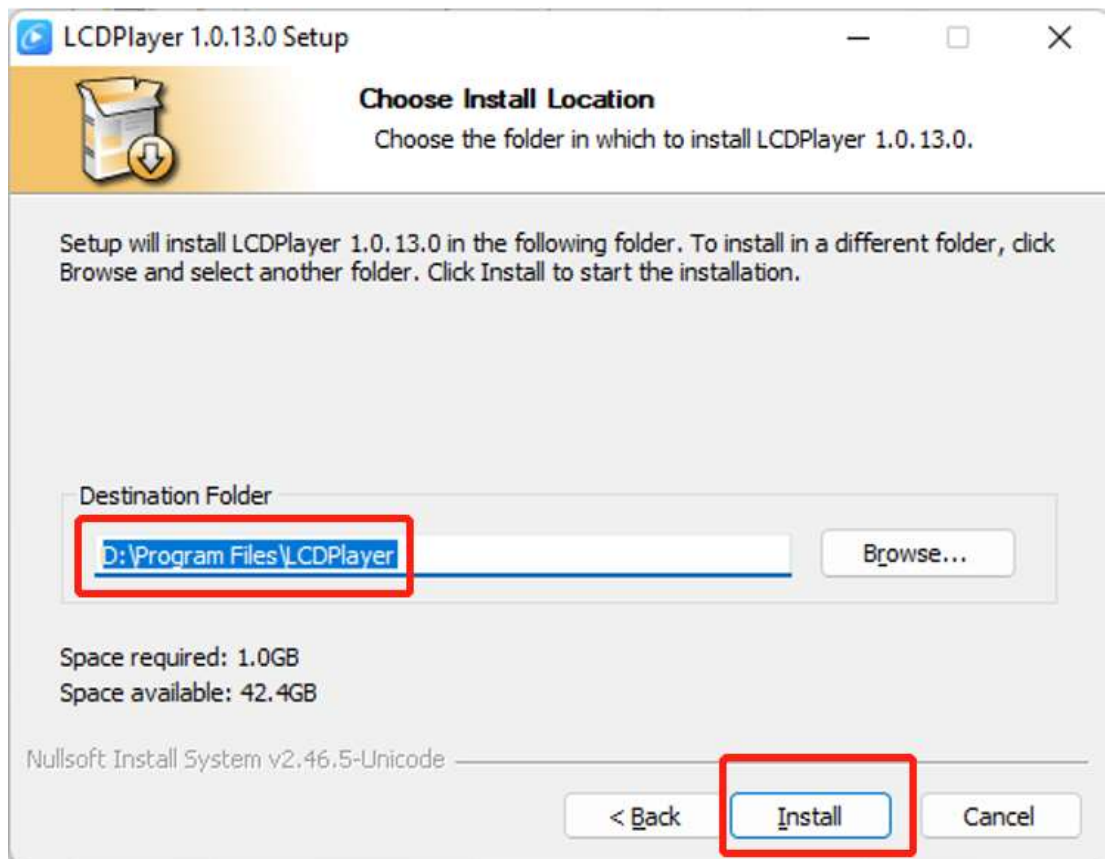 LCDPlayer 1.0.13.0 Setup
Choose Install Location
Choose the folder in which to install LCDPlayer 1.0.13.0.
Setup will install LCDPlayer 1.0.13.0 in the following folder. To install in a different folder, click
Browse and select another folder. Click Install to start the installation.
Destination Folder
D:\Program Files\LCDPlayer
Browse...
Space required: 1.0GB
Space available: 42.4GB
Nullsoft Install System v2.46.5-Unicode
< Back
Install
Cancel